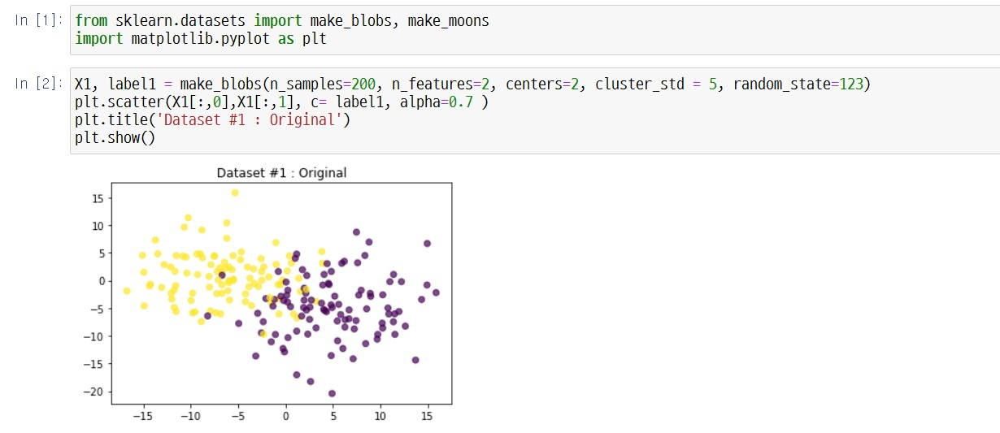 In [1]: from sklearn.datasets import make_blobs, make_moons
import matplotlib.pyplot as plt
In [2]: X1, label1 = make_blobs(n_samples=200, n_features=2, centers=2, cluster_std = 5, random_state=123)
plt.scatter(X1[:,0],X1[:,1], c= label1, alpha=0.7 )
plt.title('Dataset #1 : Original')
plt.show()
Dataset #1 : Original
15
10
5
0
−5
−10
−15
−20
−15 −10 −5 0 5 10 15